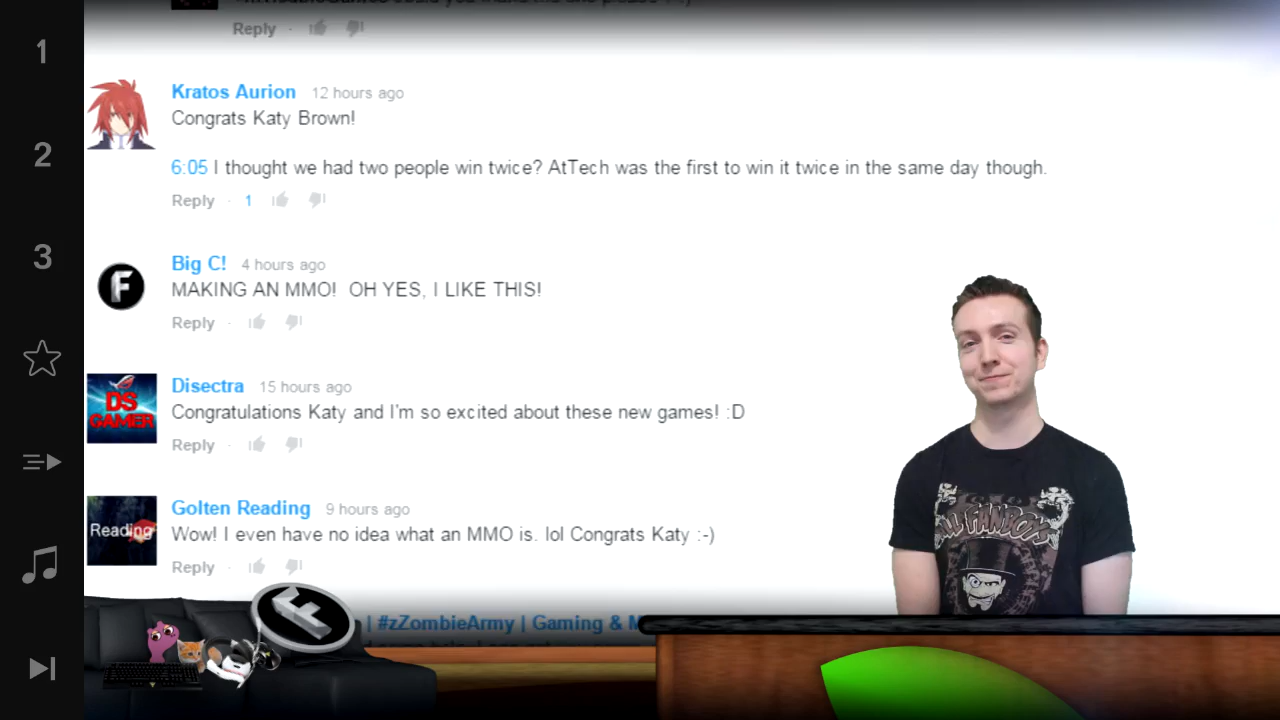 1
2
3
Reply ·
Kratos Aurion 12 hours ago
Congrats Katy Brown!
6:05 I thought we had two people win twice? AtTech was the first to win it twice in the same day though.
Reply · 1
F
Big C! 4 hours ago
MAKING AN MMO! OH YES, I LIKE THIS!
Reply ·
DS
GAMER
Disectra 15 hours ago
Congratulations Katy and I'm so excited about these new games! :D
Reply ·
Reading
Golten Reading 9 hours ago
Wow! I even have no idea what an MMO is. lol Congrats Katy :-)
Reply ·
F
| #zZombieArmy | Gaming & M
FANBOYS